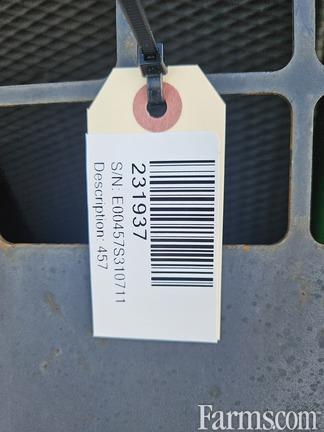 231937
S/N: E00457S310711
Description: 457
Farms.com